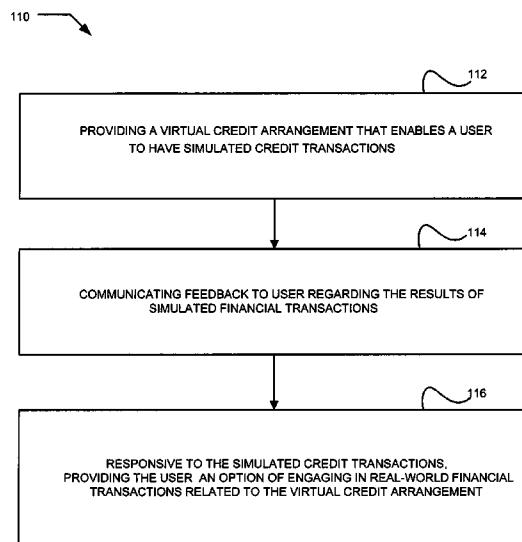 110
112
PROVIDING A VIRTUAL CREDIT ARRANGEMENT THAT ENABLES A USER
TO HAVE SIMULATED CREDIT TRANSACTIONS
114
COMMUNICATING FEEDBACK TO USER REGARDING THE RESULTS OF
SIMULATED FINANCIAL TRANSACTIONS
116
RESPONSIVE TO THE SIMULATED CREDIT TRANSACTIONS,
PROVIDING THE USER AN OPTION OF ENGAGING IN REAL-WORLD FINANCIAL
TRANSACTIONS RELATED TO THE VIRTUAL CREDIT ARRANGEMENT